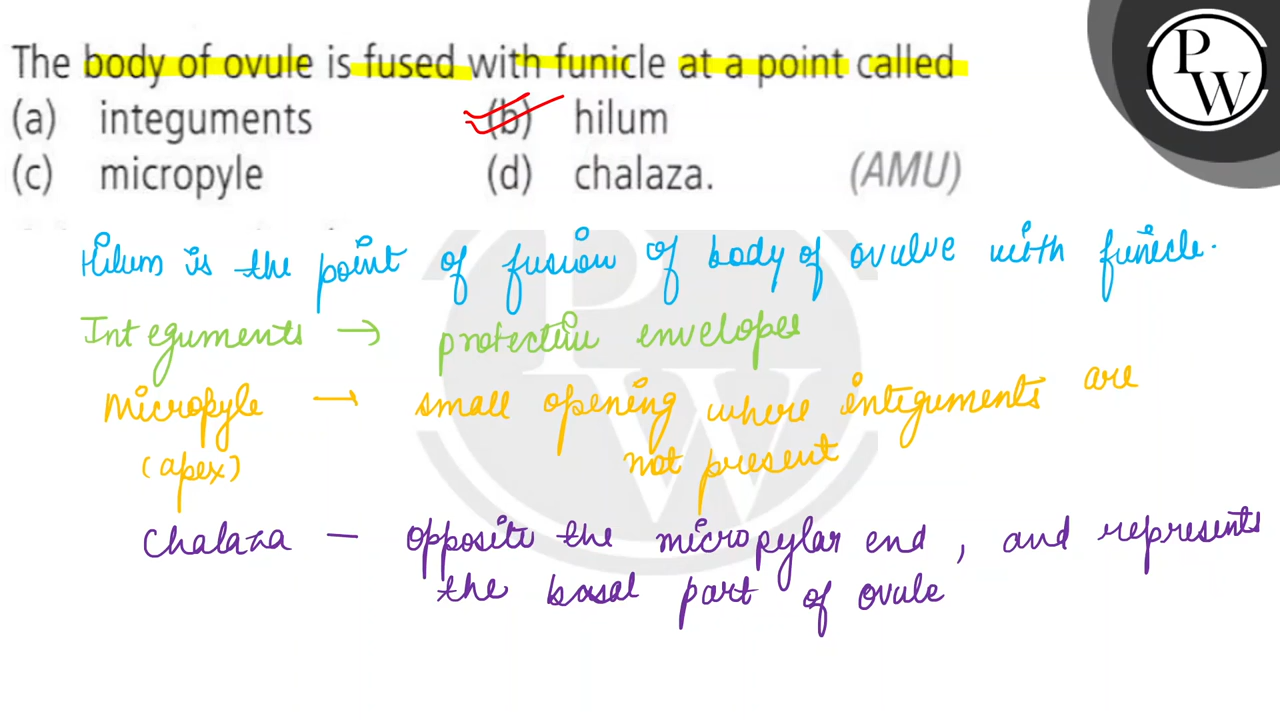 The body of ovule is fused with funicle at a point called
(a) integuments (b) hilum
(c) micropyle (d) chalaza. (AMU)
PW
Hilum is the point of fusion of body of ovulve with funicle.
Integuments → protective envelopes
Micropyle → small opening where integuments are
(apex) not present
Chalaza – opposite the micropylar end, and represents
the basal part of ovule